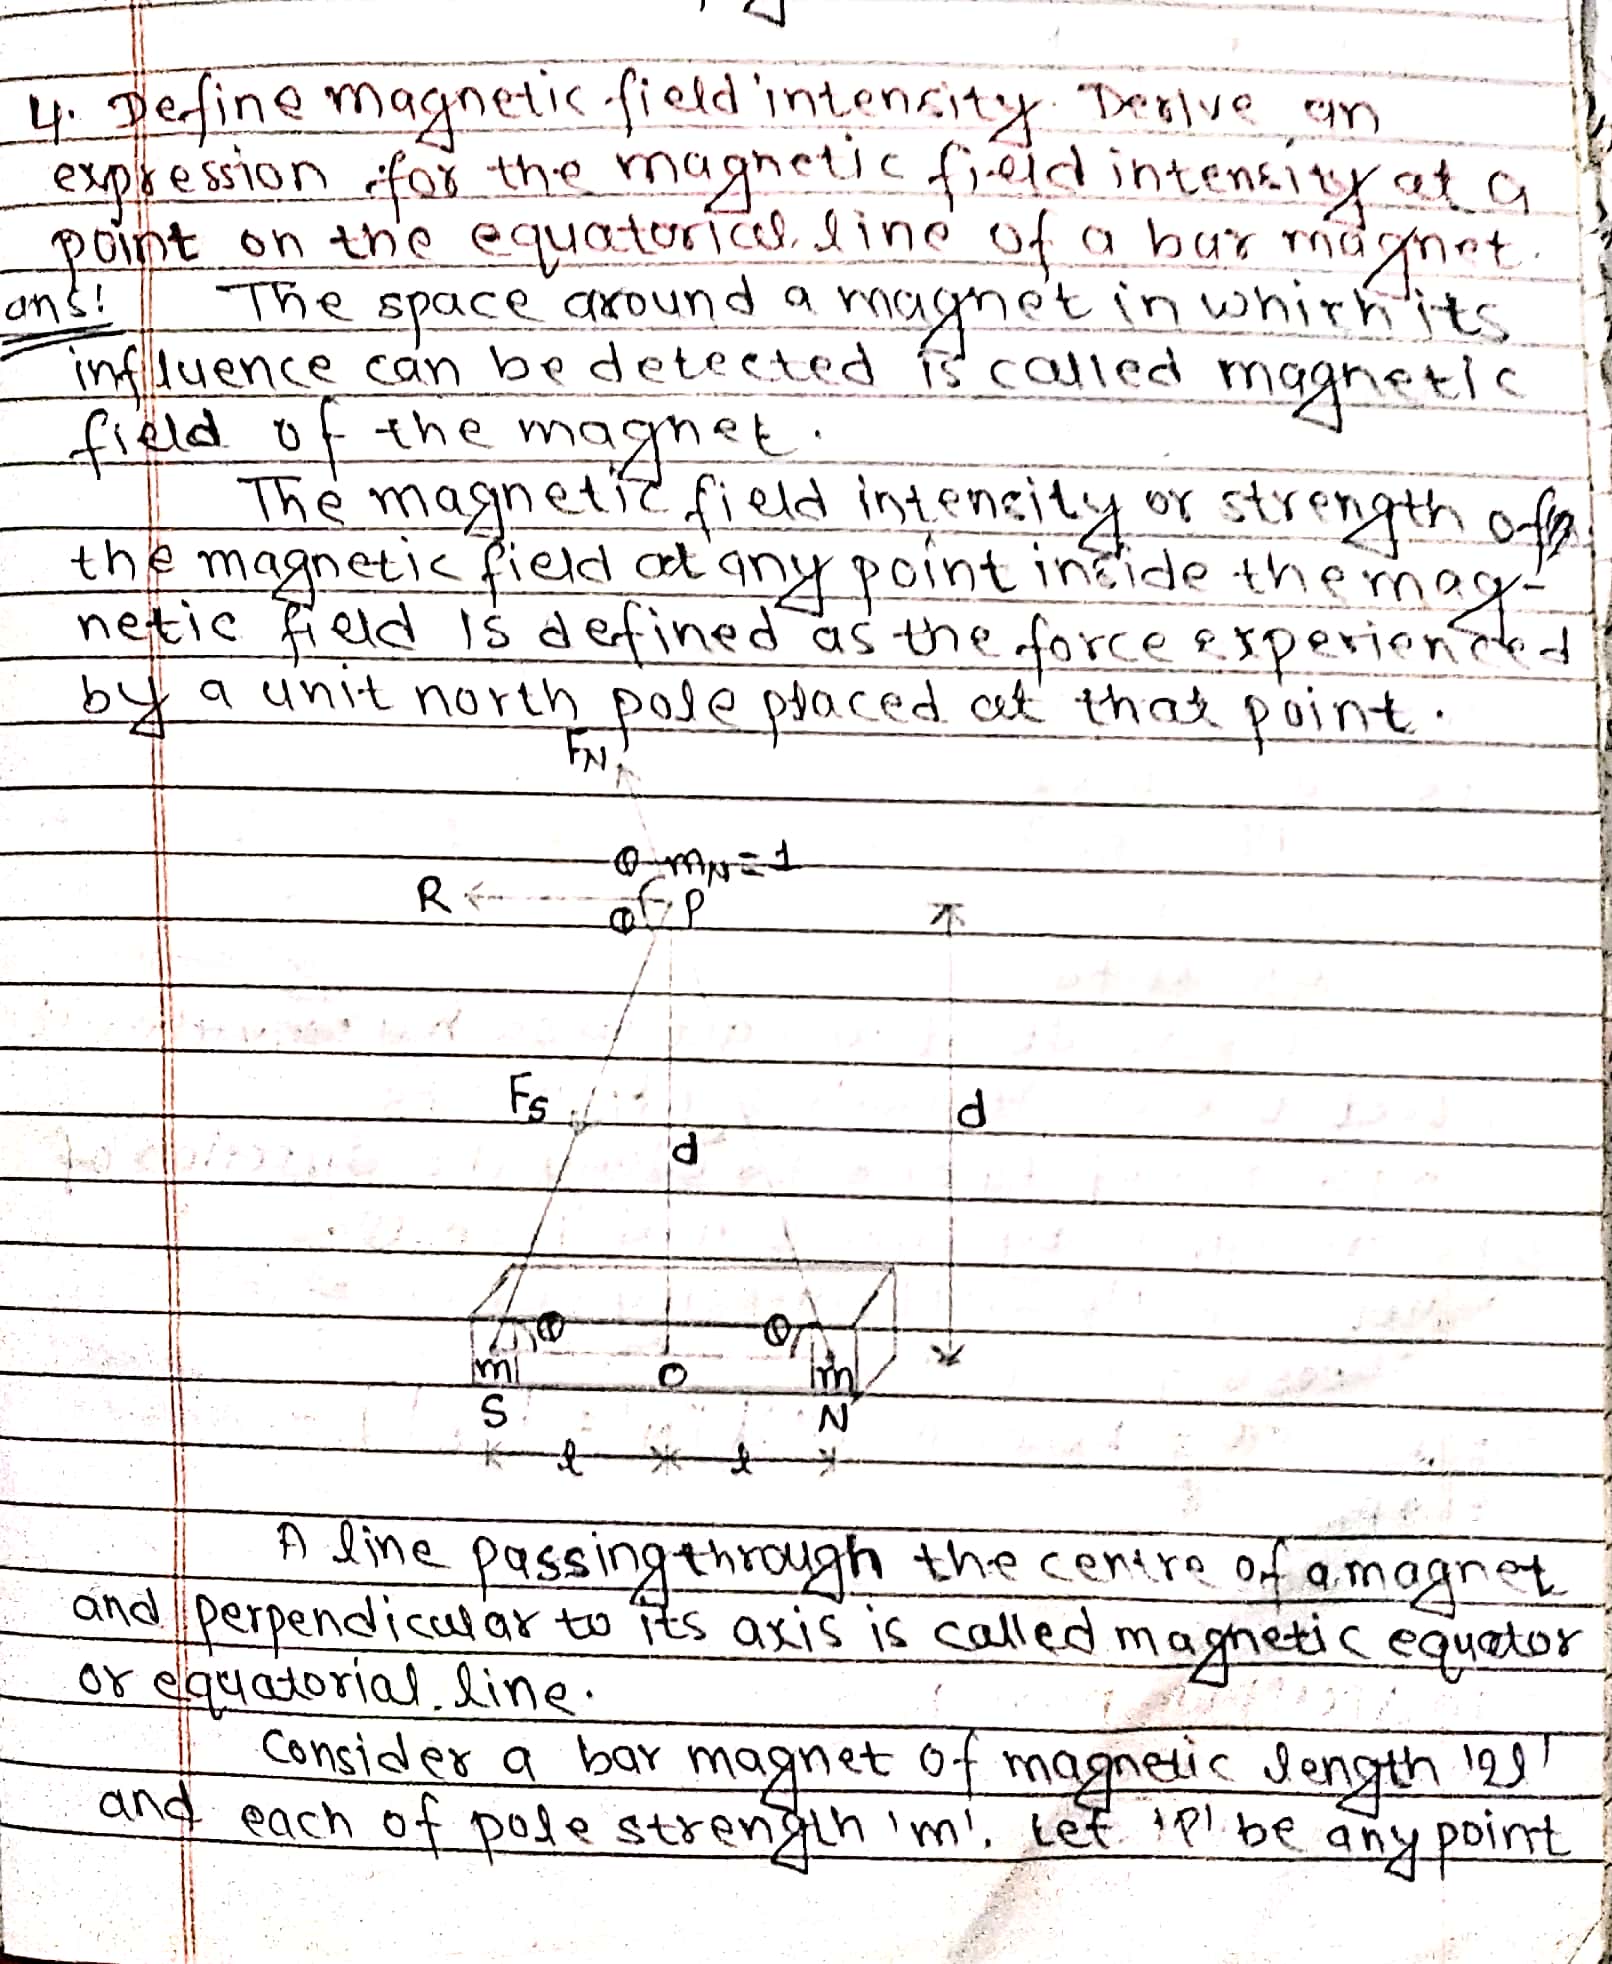 4. Define magnetic field intensity. Derive an
expression for the magnetic field intensity at a
point on the equatorial line of a bar magnet.
ans: The space around a magnet in which its
influence can be detected is called magnetic
field of the magnet.
The magnetic field intensity or strength of
the magnetic field at any point inside the mag-
netic field is defined as the force experienced
by a unit north pole placed at that point.
FN
θ mN = 1
R θ P
Fs d
d
θ θ
m O m
S N
l l
A line passing through the centre of a magnet
and perpendicular to its axis is called magnetic equator
or equatorial line.
Consider a bar magnet of magnetic length '2l'
and each of pole strength 'm'. Let 'P' be any point